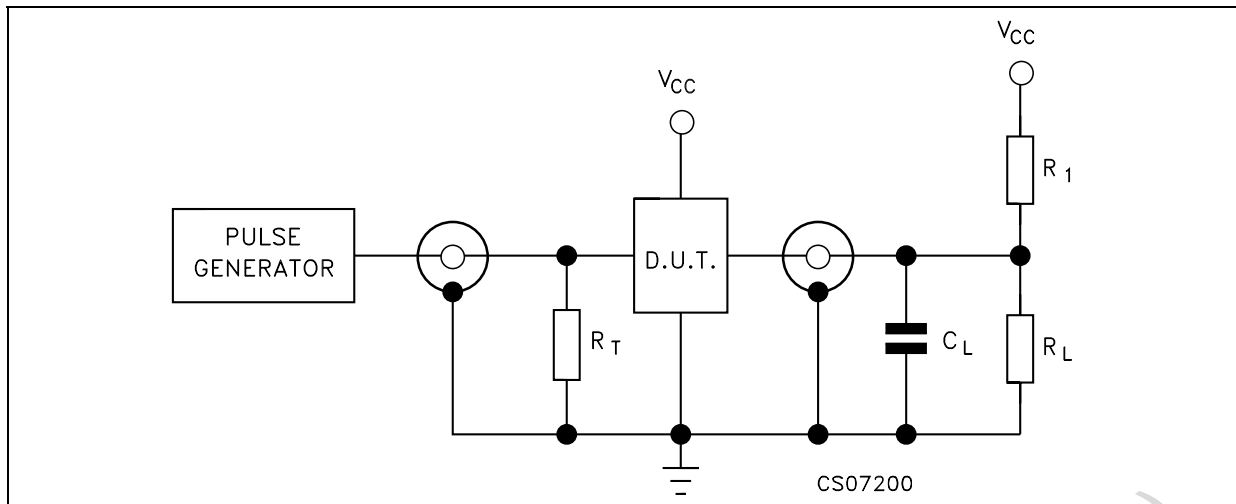 VCC
VCC
R1
PULSE
GENERATOR
D.U.T.
RT
CL
RL
CS07200